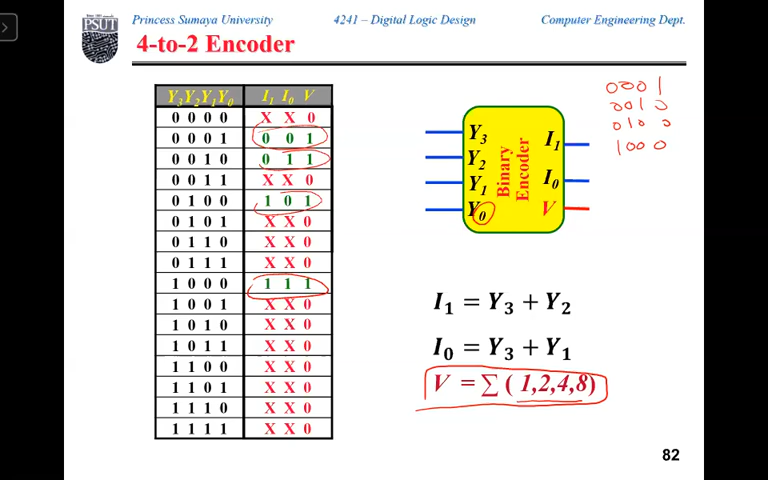 Princess Sumaya University 4241 – Digital Logic Design Computer Engineering Dept.
PSUT
4-to-2 Encoder
Y3Y2Y1Y0 I1 I0 V
0 0 0 0 X X 0
0 0 0 1 0 0 1
0 0 1 0 0 1 1
0 0 1 1 X X 0
0 1 0 0 1 0 1
0 1 0 1 X X 0
0 1 1 0 X X 0
0 1 1 1 X X 0
1 0 0 0 1 1 1
1 0 0 1 X X 0
1 0 1 0 X X 0
1 0 1 1 X X 0
1 1 0 0 X X 0
1 1 0 1 X X 0
1 1 1 0 X X 0
1 1 1 1 X X 0
0001
0010
0100
1000
Y3
Y2
Y1
Y0
Binary
Encoder
I1
I0
V
I1 = Y3 + Y2
I0 = Y3 + Y1
V = ∑ ( 1,2,4,8)
82